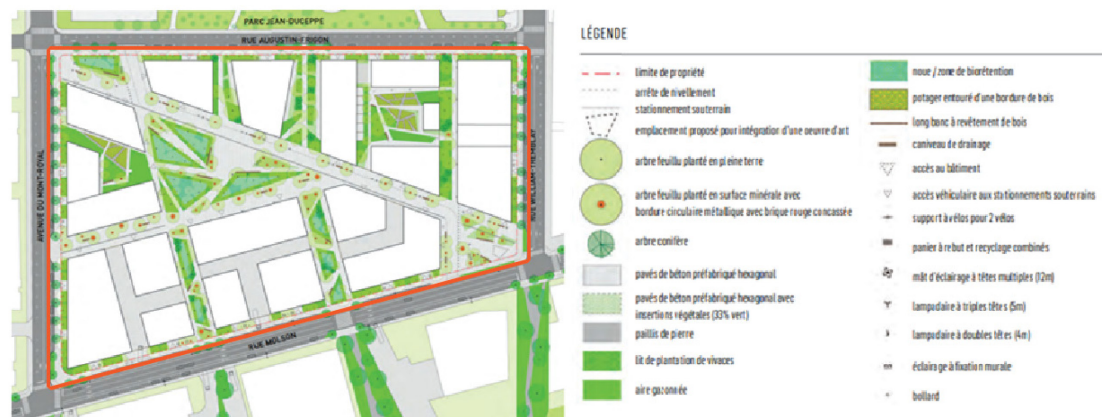 PARC JEAN-DUCEPPE
RUE AUGUSTIN-FRIGON
AVENUE DU MONT-ROYAL
RUE WILLIAM-TREMBLAY
RUE MOLSON
LÉGENDE
limite de propriété
arrête de nivellement
stationnement souterrain
emplacement proposé pour intégration d'une oeuvre d'art
arbre feuillu planté en pleine terre
arbre feuillu planté en surface minérale avec
bordure circulaire métallique avec brique rouge concassée
arbre conifère
pavés de béton préfabriqué hexagonal
pavés de béton préfabriqué hexagonal avec
insertions végétales (33% vert)
paillis de pierre
lit de plantation de vivaces
aire gazonnée
noue / zone de biorétention
potager entouré d'une bordure de bois
long banc à revêtement de bois
caniveau de drainage
accès au bâtiment
accès véhiculaire aux stationnements souterrains
support à vélos pour 2 vélos
panier à rebut et recyclage combinés
mât d'éclairage à têtes multiples (12m)
lampadaire à triples têtes (5m)
lampadaire à doubles têtes (4m)
éclairage à fixation murale
bollard